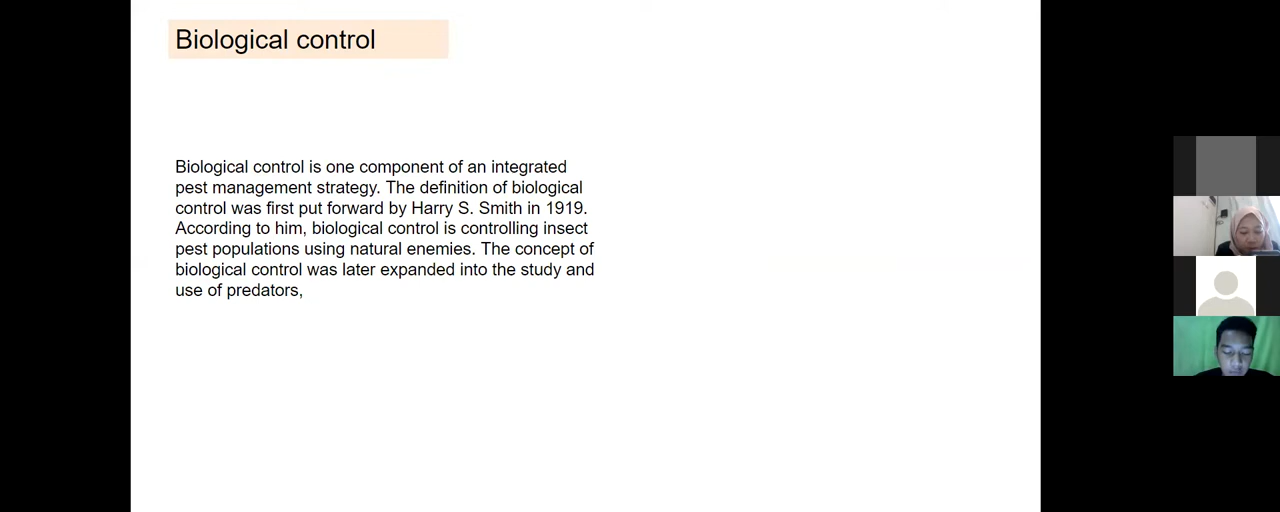 Biological control
Biological control is one component of an integrated
pest management strategy. The definition of biological
control was first put forward by Harry S. Smith in 1919.
According to him, biological control is controlling insect
pest populations using natural enemies. The concept of
biological control was later expanded into the study and
use of predators,